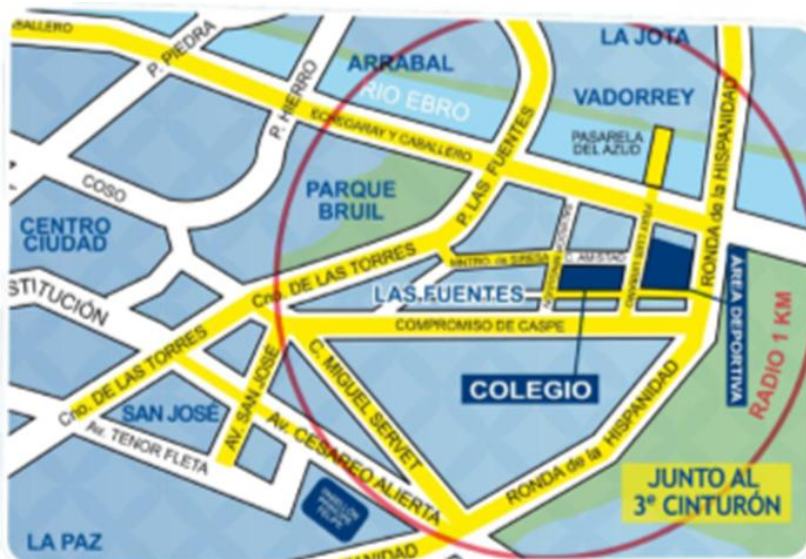 BALLERO
P. PIEDRA
P. HIERRO
ARRABAL
RIO EBRO
LA JOTA
VADORREY
PASARELA
DEL AZUD
ECHEGARAY Y CABALLERO
P. LAS FUENTES
RONDA de la HISPANIDAD
COSO
PARQUE
BRUIL
CENTRO
CIUDAD
Cno. DE LAS TORRES
C. AMISTAD
LAS FUENTES
AREA DEPORTIVA
STITUCIÓN
COMPROMISO DE CASPE
RADIO 1 KM
Cno. DE LAS TORRES
C. MIGUEL SERVET
COLEGIO
SAN JOSÉ
AV. SAN JOSÉ
Av. TENOR FLETA
Av. CESAREO ALIERTA
RONDA de la HISPANIDAD
JUNTO AL
3º CINTURÓN
LA PAZ
PANIDAD